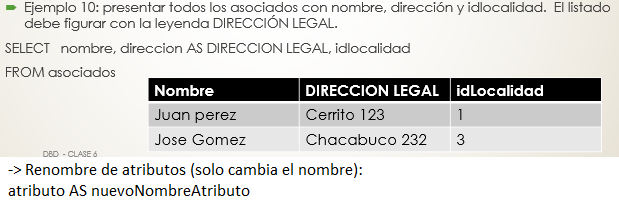 Ejemplo 10: presentar todos los asociados con nombre, dirección y idlocalidad. El listado
debe figurar con la leyenda DIRECCIÓN LEGAL.
SELECT nombre, direccion AS DIRECCION LEGAL, idlocalidad
FROM asociados
Nombre DIRECCION LEGAL idLocalidad
Juan perez Cerrito 123 1
Jose Gomez Chacabuco 232 3
DBD - CLASE 6
-> Renombre de atributos (solo cambia el nombre):
atributo AS nuevoNombreAtributo